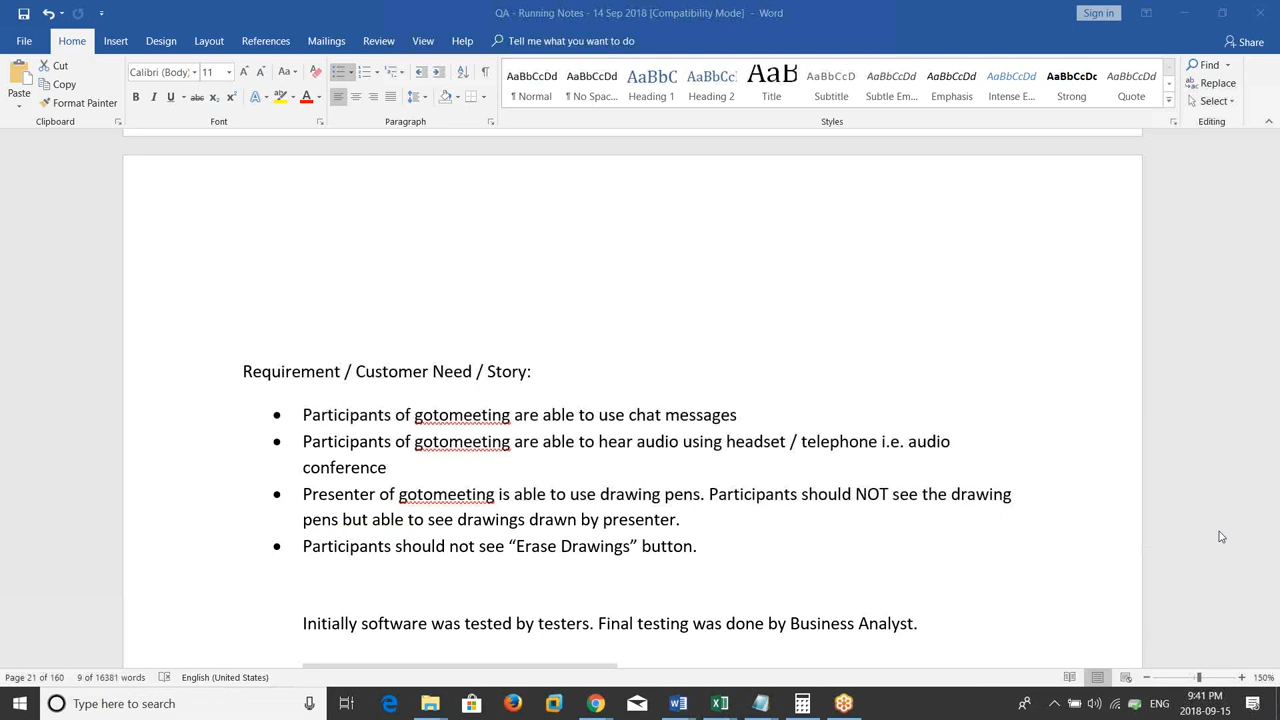 QA - Running Notes - 14 Sep 2018 [Compatibility Mode] - Word
Sign in
File Home Insert Design Layout References Mailings Review View Help Tell me what you want to do Share
Paste
Cut
Copy
Format Painter
Clipboard
Calibri (Body) 11
Font
Paragraph
AaBbCcDd AaBbCcDd AaBbC AaBbCc AaB AaBbCcD AaBbCcDd AaBbCcDd AaBbCcDd AaBbCcDc AaBbCcDd
¶ Normal ¶ No Spac... Heading 1 Heading 2 Title Subtitle Subtle Em... Emphasis Intense E... Strong Quote
Styles
Find
Replace
Select
Editing
Requirement / Customer Need / Story:
• Participants of gotomeeting are able to use chat messages
• Participants of gotomeeting are able to hear audio using headset / telephone i.e. audio
conference
• Presenter of gotomeeting is able to use drawing pens. Participants should NOT see the drawing
pens but able to see drawings drawn by presenter.
• Participants should not see “Erase Drawings” button.
Initially software was tested by testers. Final testing was done by Business Analyst.
Page 21 of 160 9 of 16381 words English (United States) 150%
Type here to search
ENG
9:41 PM
2018-09-15